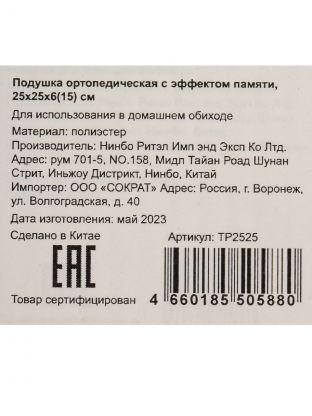 Подушка ортопедическая с эффектом памяти,
25х25х6(15) см
Для использования в домашнем обиходе
Материал: полиэстер
Производитель: Нинбо Ритэл Имп энд Эксп Ко Лтд.
Адрес: рум 701-5, NO.158, Мидл Тайан Роад Шунан
Стрит, Иньжоу Дистрикт, Нинбо, Китай
Импортер: ООО «СОКРАТ» Адрес: Россия, г. Воронеж,
ул. Волгоградская, д. 40
Дата изготовления: май 2023
Сделано в Китае Артикул: TP2525
EAC
Товар сертифицирован
4 660185 505880